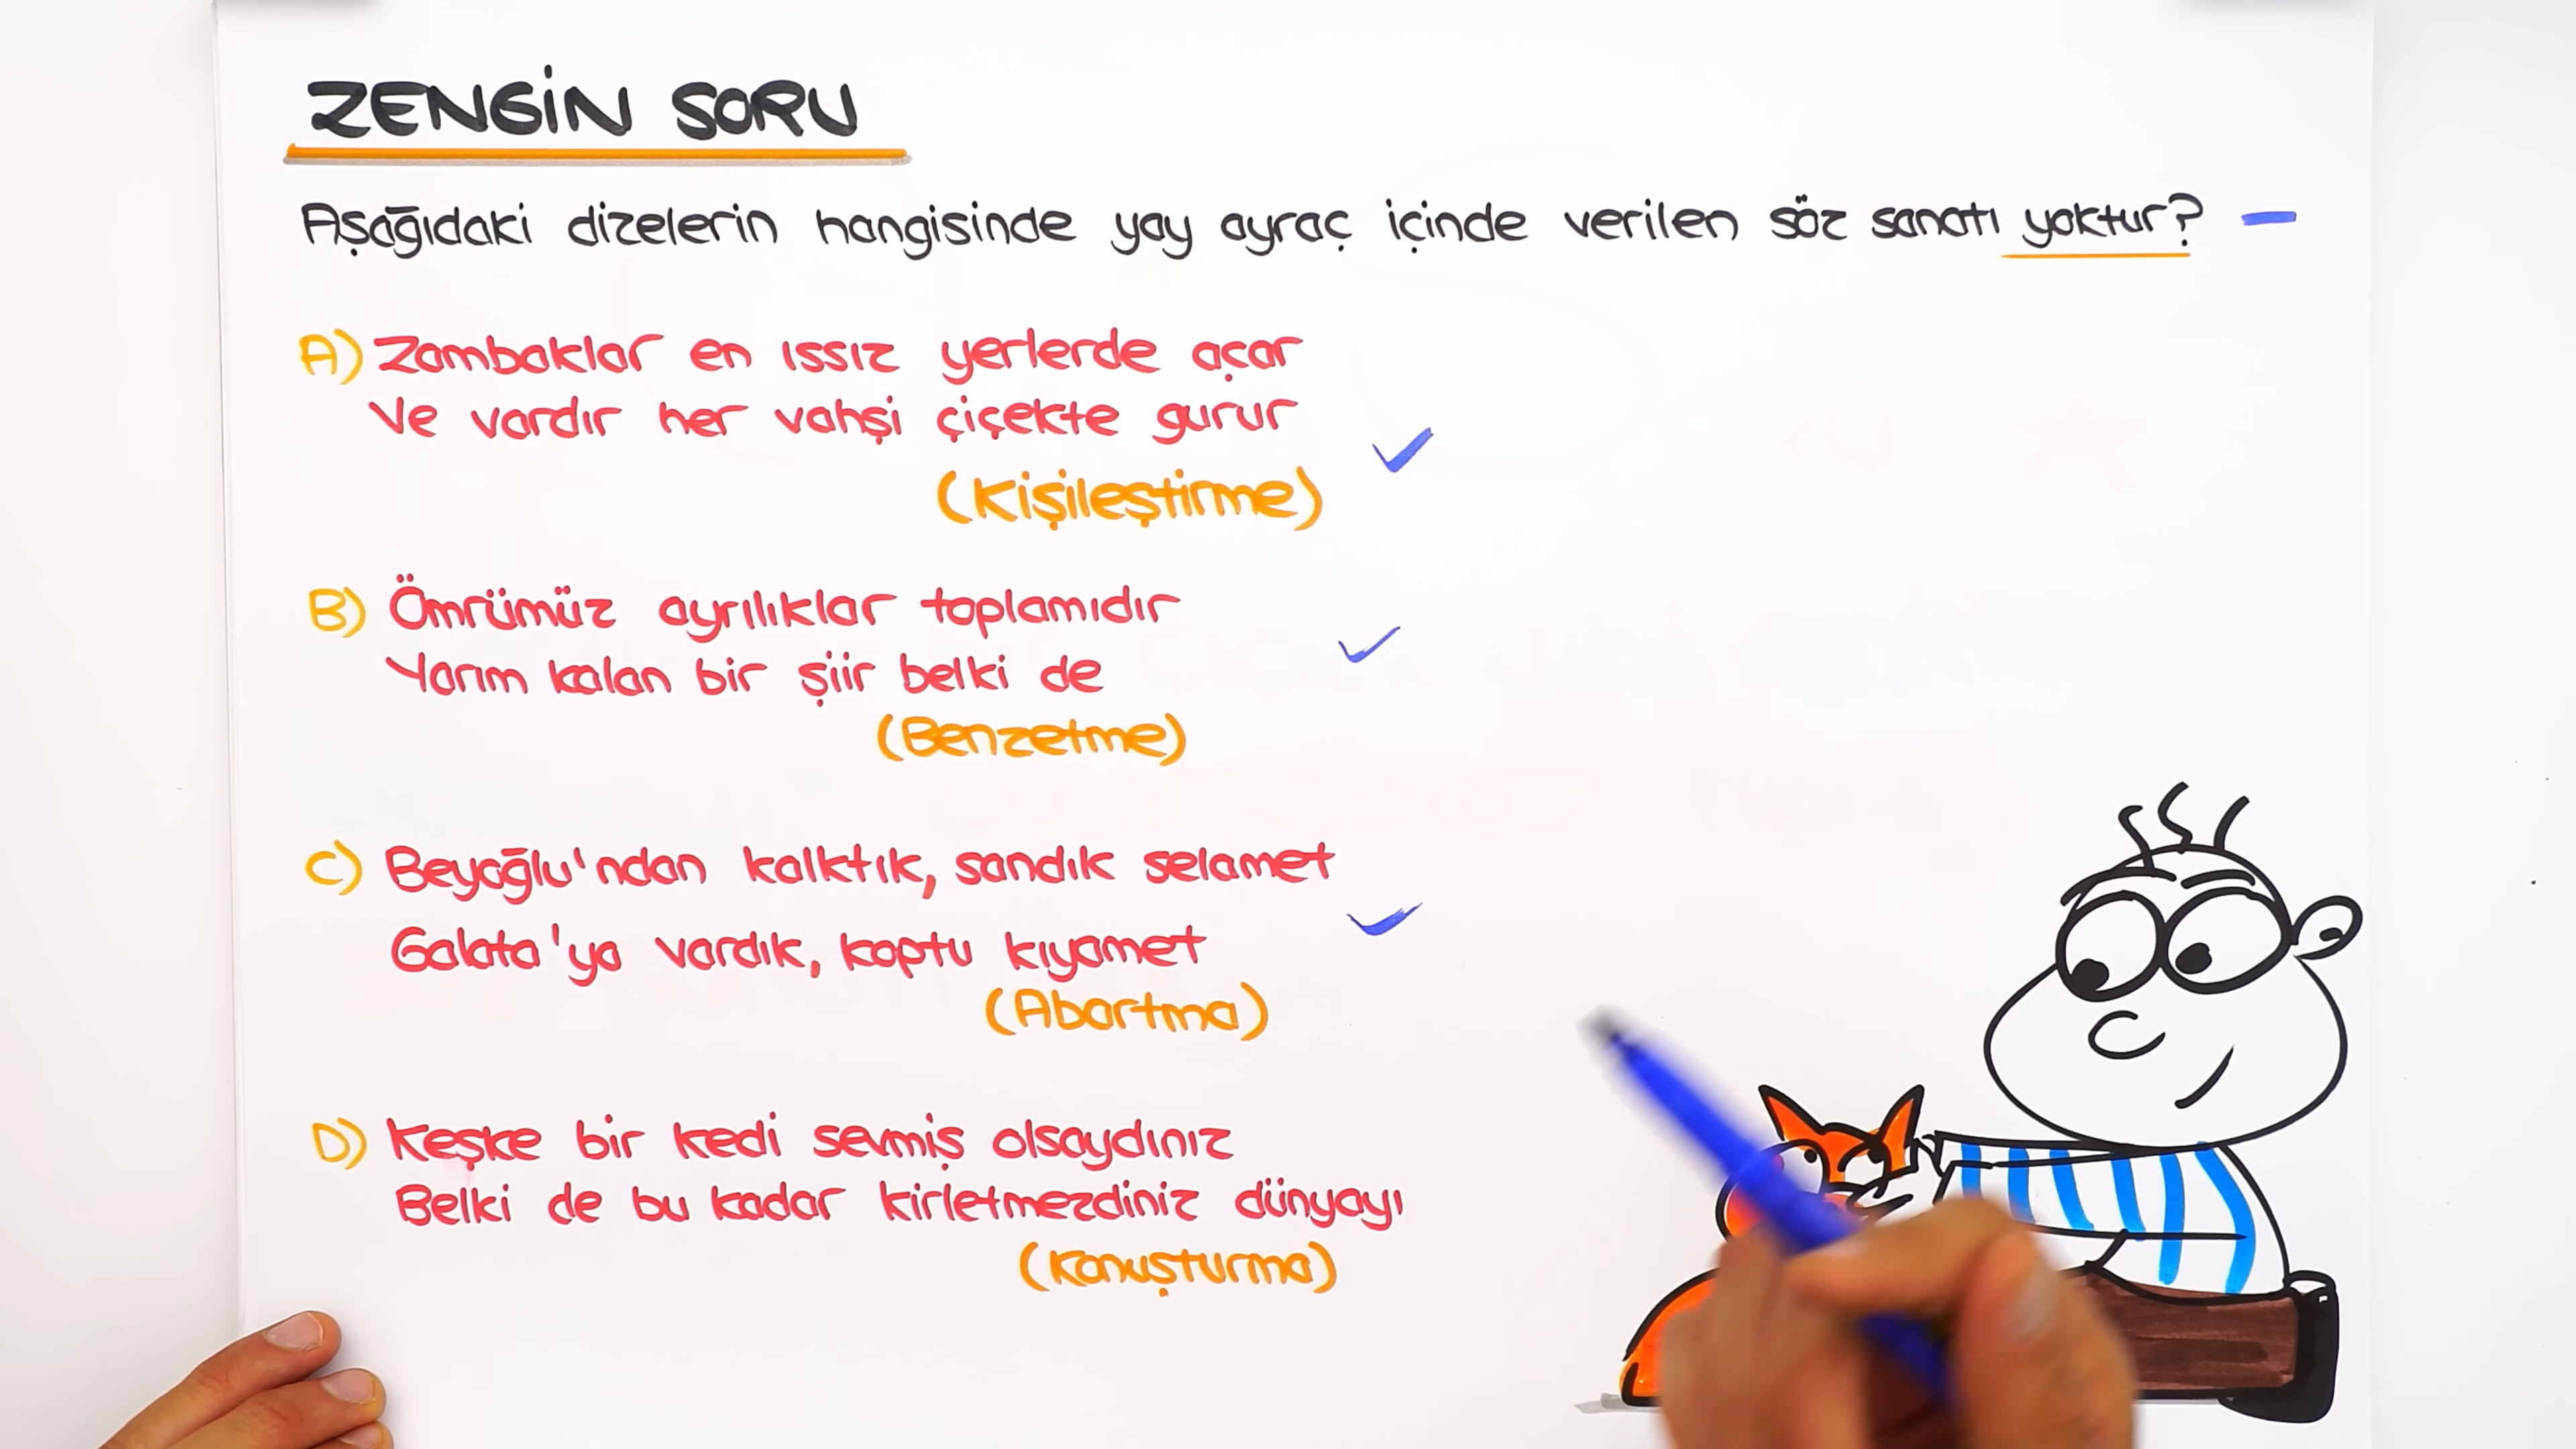 ZENGİN SORU
Aşağıdaki dizelerin hangisinde yay ayraç içinde verilen söz sanatı yoktur?
A) Zambaklar en ıssız yerlerde açar
Ve vardır her vahşi çiçekte gurur
(Kişileştirme)
B) Ömrümüz ayrılıklar toplamıdır
Yarım kalan bir şiir belki de
(Benzetme)
C) Beyoğlu'ndan kalktık, sandık selamet
Galata'ya vardık, koptu kıyamet
(Abartma)
D) Keşke bir kedi sevmiş olsaydınız
Belki de bu kadar kirletmezdiniz dünyayı
(Konuşturma)